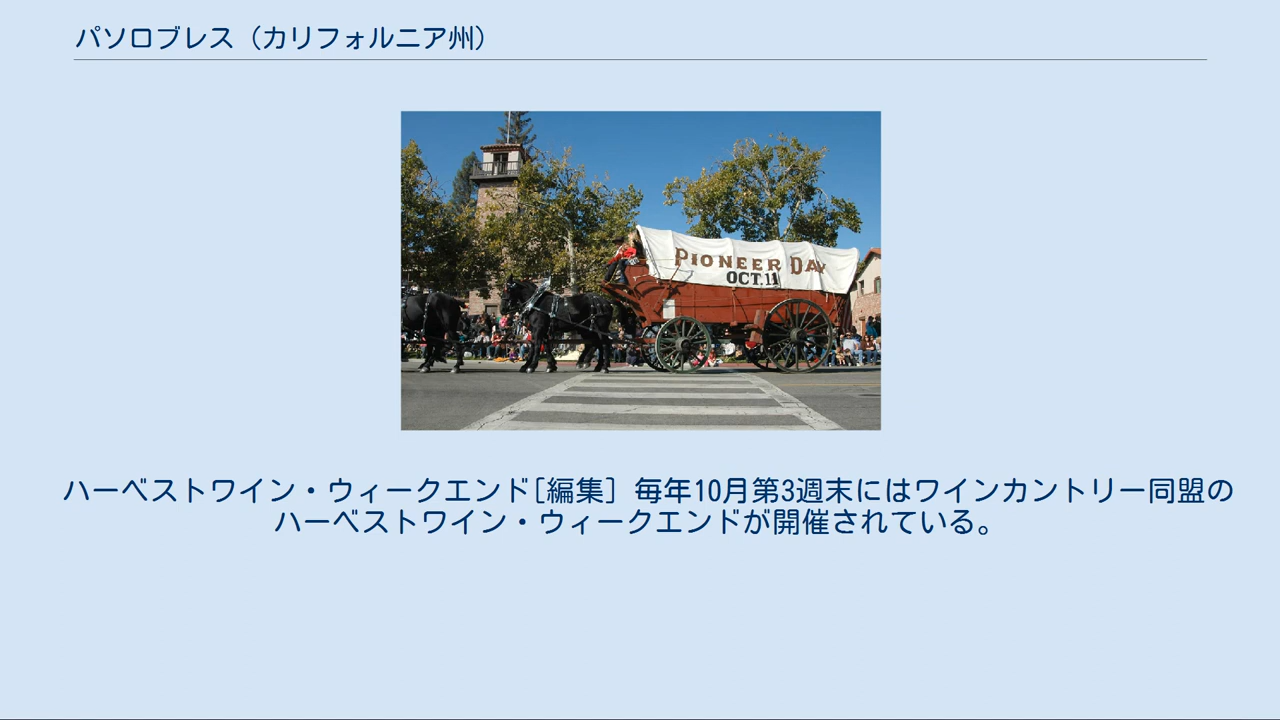 パソロブレス（カリフォルニア州）
PIONEER DAY
OCT.11
ハーベストワイン・ウィークエンド[編集] 毎年10月第3週末にはワインカントリー同盟の
ハーベストワイン・ウィークエンドが開催されている。